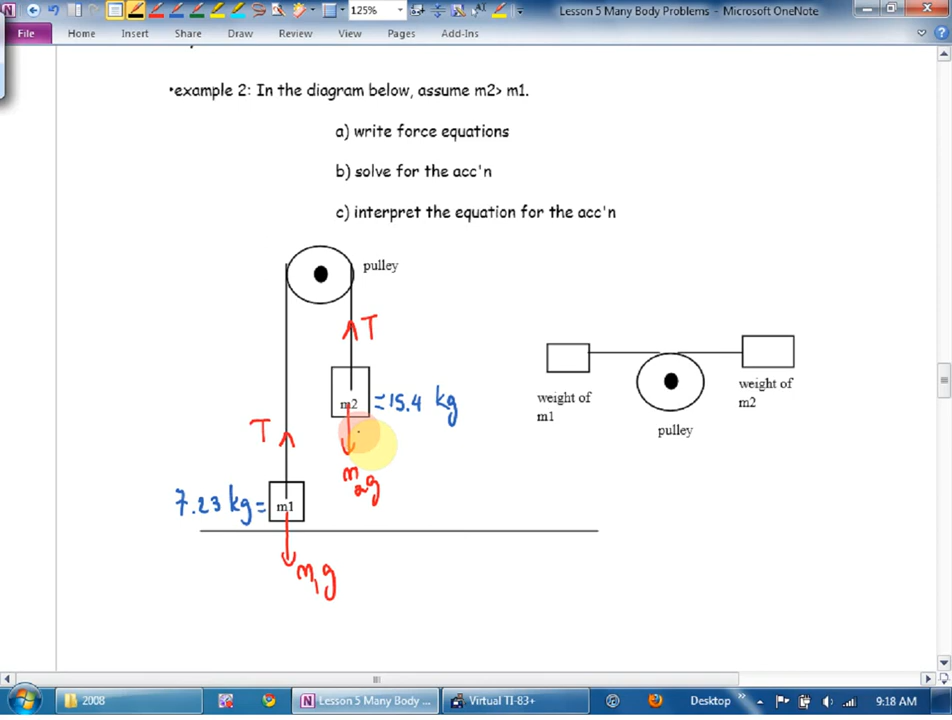 Lesson 5 Many Body Problems - Microsoft OneNote
125%
File Home Insert Share Draw Review View Pages Add-Ins
•example 2: In the diagram below, assume m2> m1.
a) write force equations
b) solve for the acc'n
c) interpret the equation for the acc'n
pulley
T
m2 =15.4 kg
weight of
m1
weight of
m2
pulley
T
m2g
7.23 kg= m1
m1g
2008
Lesson 5 Many Body ...
Virtual TI-83+
Desktop
9:18 AM